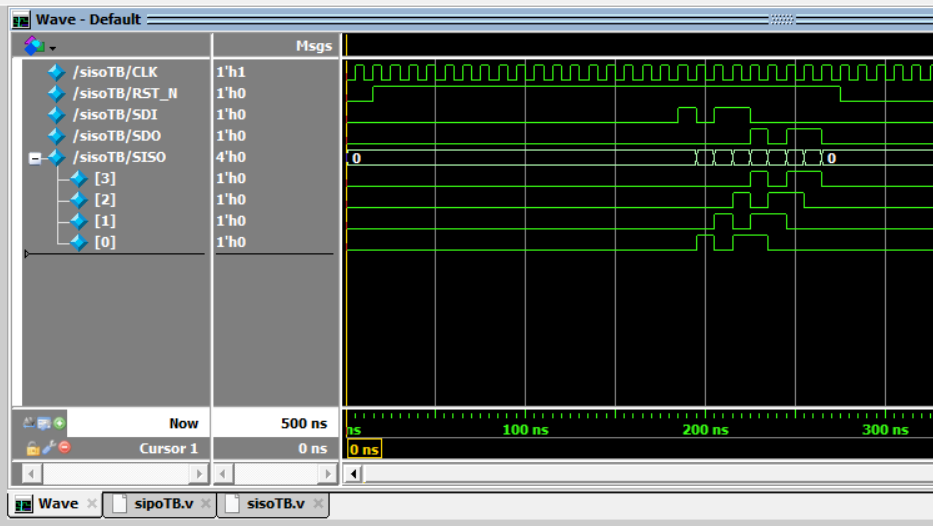 Wave - Default
Msgs
/sisoTB/CLK 1'h1
/sisoTB/RST_N 1'h0
/sisoTB/SDI 1'h0
/sisoTB/SDO 1'h0
/sisoTB/SISO 4'h0 0 0
[3] 1'h0
[2] 1'h0
[1] 1'h0
[0] 1'h0
Now 500 ns ns 100 ns 200 ns 300 ns
Cursor 1 0 ns 0 ns
Wave sipoTB.v sisoTB.v